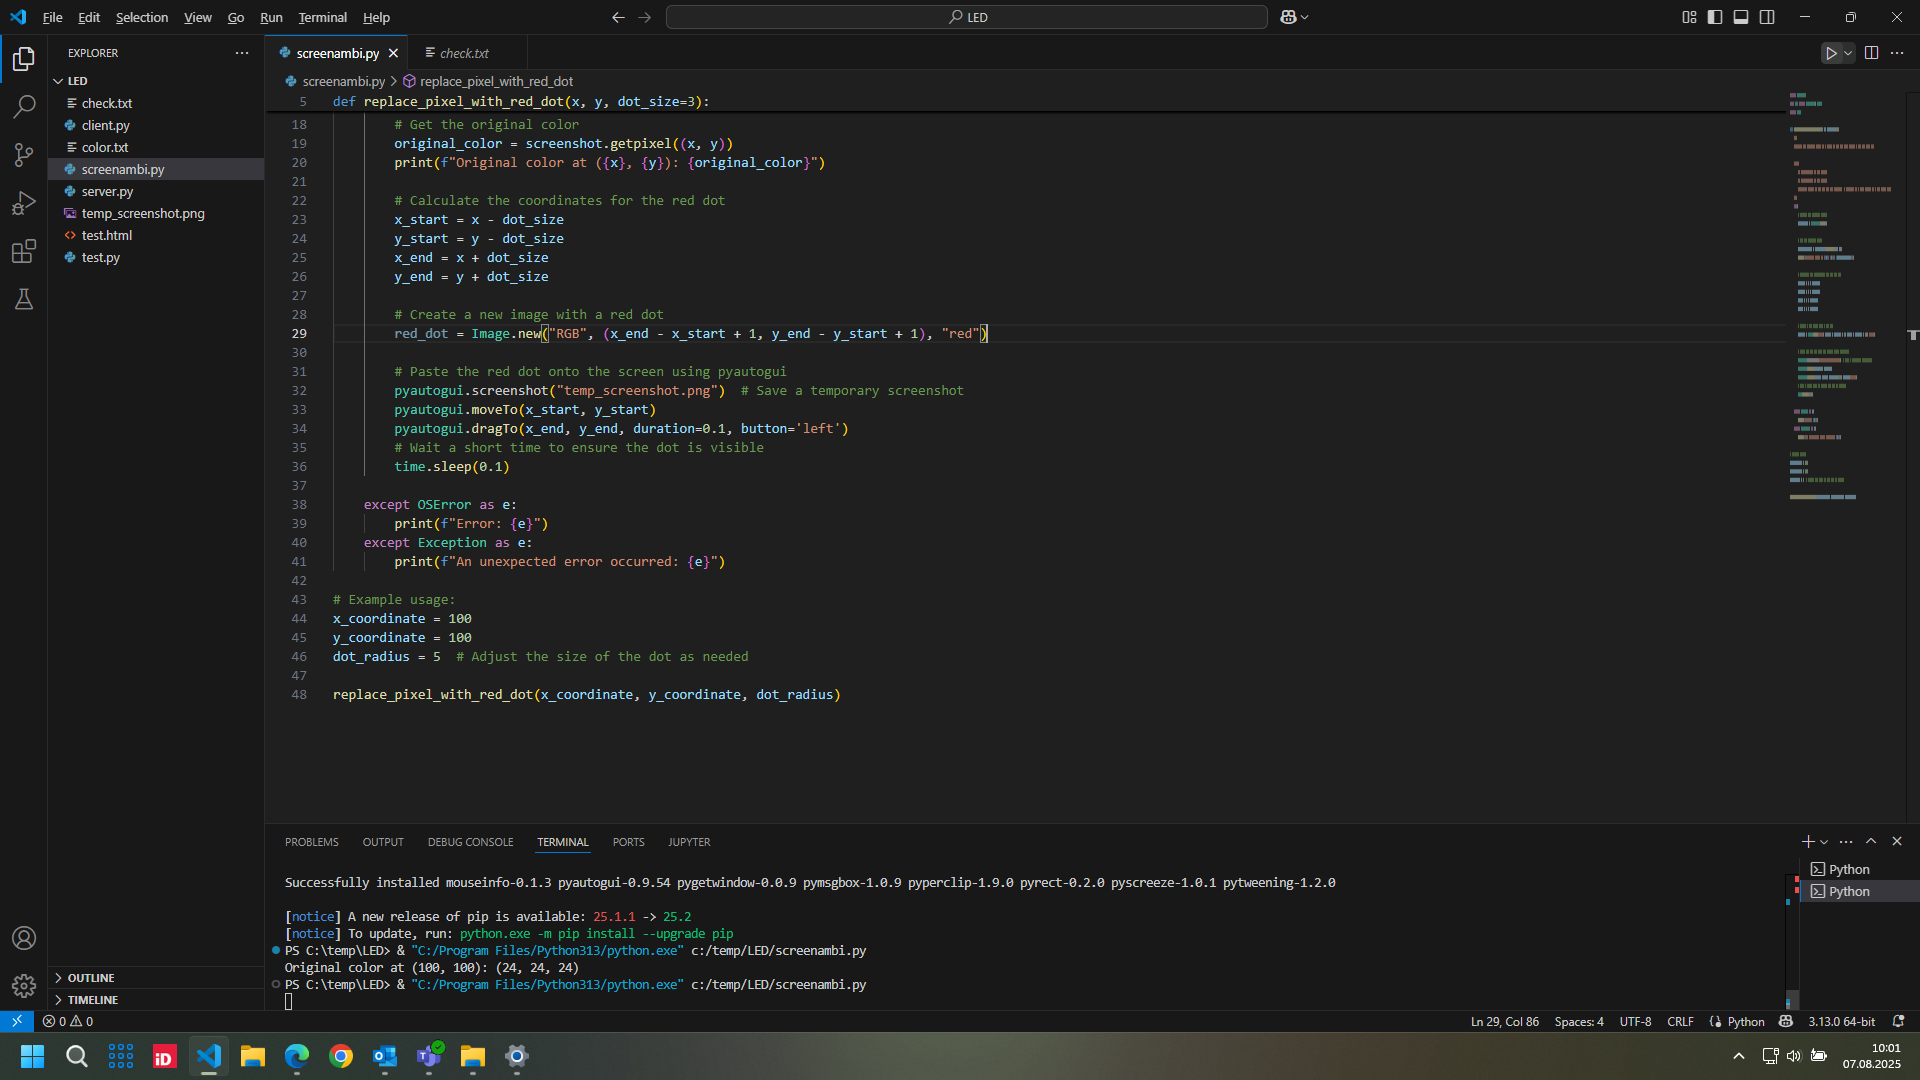 File Edit Selection View Go Run Terminal Help
LED
EXPLORER
LED
check.txt
client.py
color.txt
screenambi.py
server.py
temp_screenshot.png
test.html
test.py
OUTLINE
TIMELINE
screenambi.py
check.txt
screenambi.py > replace_pixel_with_red_dot
5 def replace_pixel_with_red_dot(x, y, dot_size=3):
18 # Get the original color
19 original_color = screenshot.getpixel((x, y))
20 print(f"Original color at ({x}, {y}): {original_color}")
21
22 # Calculate the coordinates for the red dot
23 x_start = x - dot_size
24 y_start = y - dot_size
25 x_end = x + dot_size
26 y_end = y + dot_size
27
28 # Create a new image with a red dot
29 red_dot = Image.new("RGB", (x_end - x_start + 1, y_end - y_start + 1), "red")
30
31 # Paste the red dot onto the screen using pyautogui
32 pyautogui.screenshot("temp_screenshot.png")  # Save a temporary screenshot
33 pyautogui.moveTo(x_start, y_start)
34 pyautogui.dragTo(x_end, y_end, duration=0.1, button='left')
35 # Wait a short time to ensure the dot is visible
36 time.sleep(0.1)
37
38 except OSError as e:
39 print(f"Error: {e}")
40 except Exception as e:
41 print(f"An unexpected error occurred: {e}")
42
43 # Example usage:
44 x_coordinate = 100
45 y_coordinate = 100
46 dot_radius = 5  # Adjust the size of the dot as needed
47
48 replace_pixel_with_red_dot(x_coordinate, y_coordinate, dot_radius)
PROBLEMS OUTPUT DEBUG CONSOLE TERMINAL PORTS JUPYTER
Successfully installed mouseinfo-0.1.3 pyautogui-0.9.54 pygetwindow-0.0.9 pymsgbox-1.0.9 pyperclip-1.9.0 pyrect-0.2.0 pyscreeze-1.0.1 pytweening-1.2.0
[notice] A new release of pip is available: 25.1.1 -> 25.2
[notice] To update, run: python.exe -m pip install --upgrade pip
PS C:\temp\LED> & "C:/Program Files/Python313/python.exe" c:/temp/LED/screenambi.py
Original color at (100, 100): (24, 24, 24)
PS C:\temp\LED> & "C:/Program Files/Python313/python.exe" c:/temp/LED/screenambi.py
Python
Python
0 0
Ln 29, Col 86 Spaces: 4 UTF-8 CRLF Python 3.13.0 64-bit
iD
10:01
07.08.2025